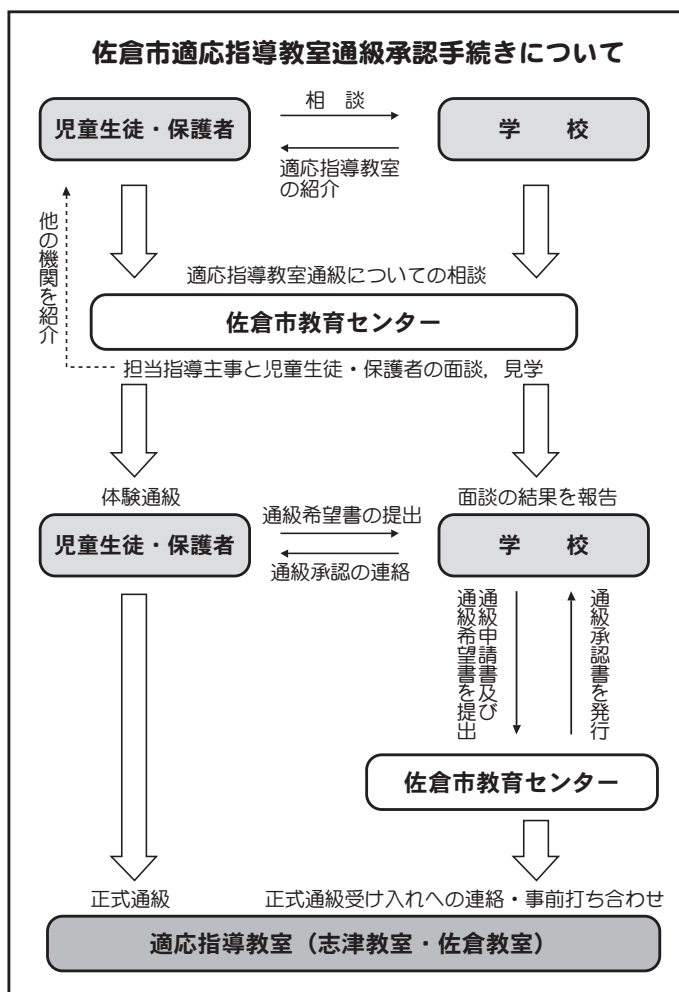 佐倉市適応指導教室通級承認手続きについて
児童生徒・保護者
相　談
適応指導教室
の紹介
学　　校
他の機関を紹介
適応指導教室通級についての相談
佐倉市教育センター
担当指導主事と児童生徒・保護者の面談，見学
体験通級
面談の結果を報告
児童生徒・保護者
通級希望書の提出
通級承認の連絡
学　　校
通級申請書及び
通級希望書を提出
通級承認書を発行
佐倉市教育センター
正式通級
正式通級受け入れへの連絡・事前打ち合わせ
適応指導教室（志津教室・佐倉教室）